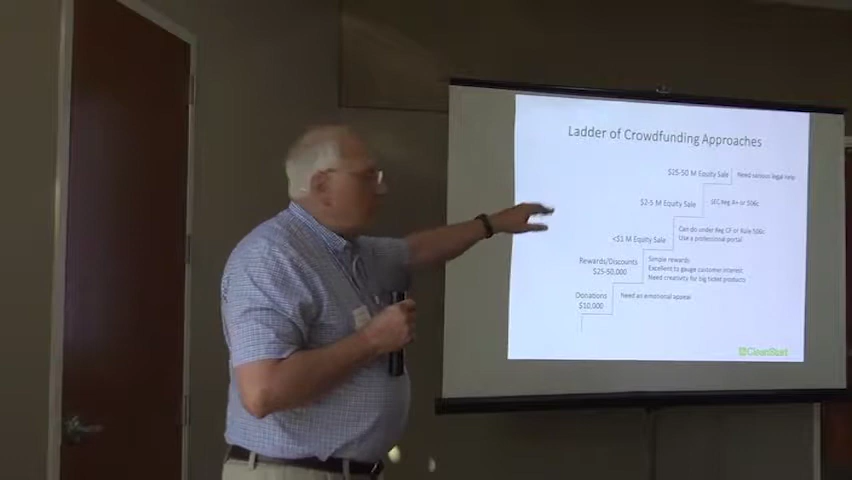 Ladder of Crowdfunding Approaches
$25-50 M Equity Sale
Need serious legal help
$2-5 M Equity Sale
SEC Reg A+ or 506c
<$1 M Equity Sale
Can do under Reg CF or Rule 506c
Use a professional portal
Rewards/Discounts
$25-50,000
Simple rewards
Excellent to gauge customer interest
Need creativity for big ticket products
Donations
$10,000
Need an emotional appeal
CleanStart